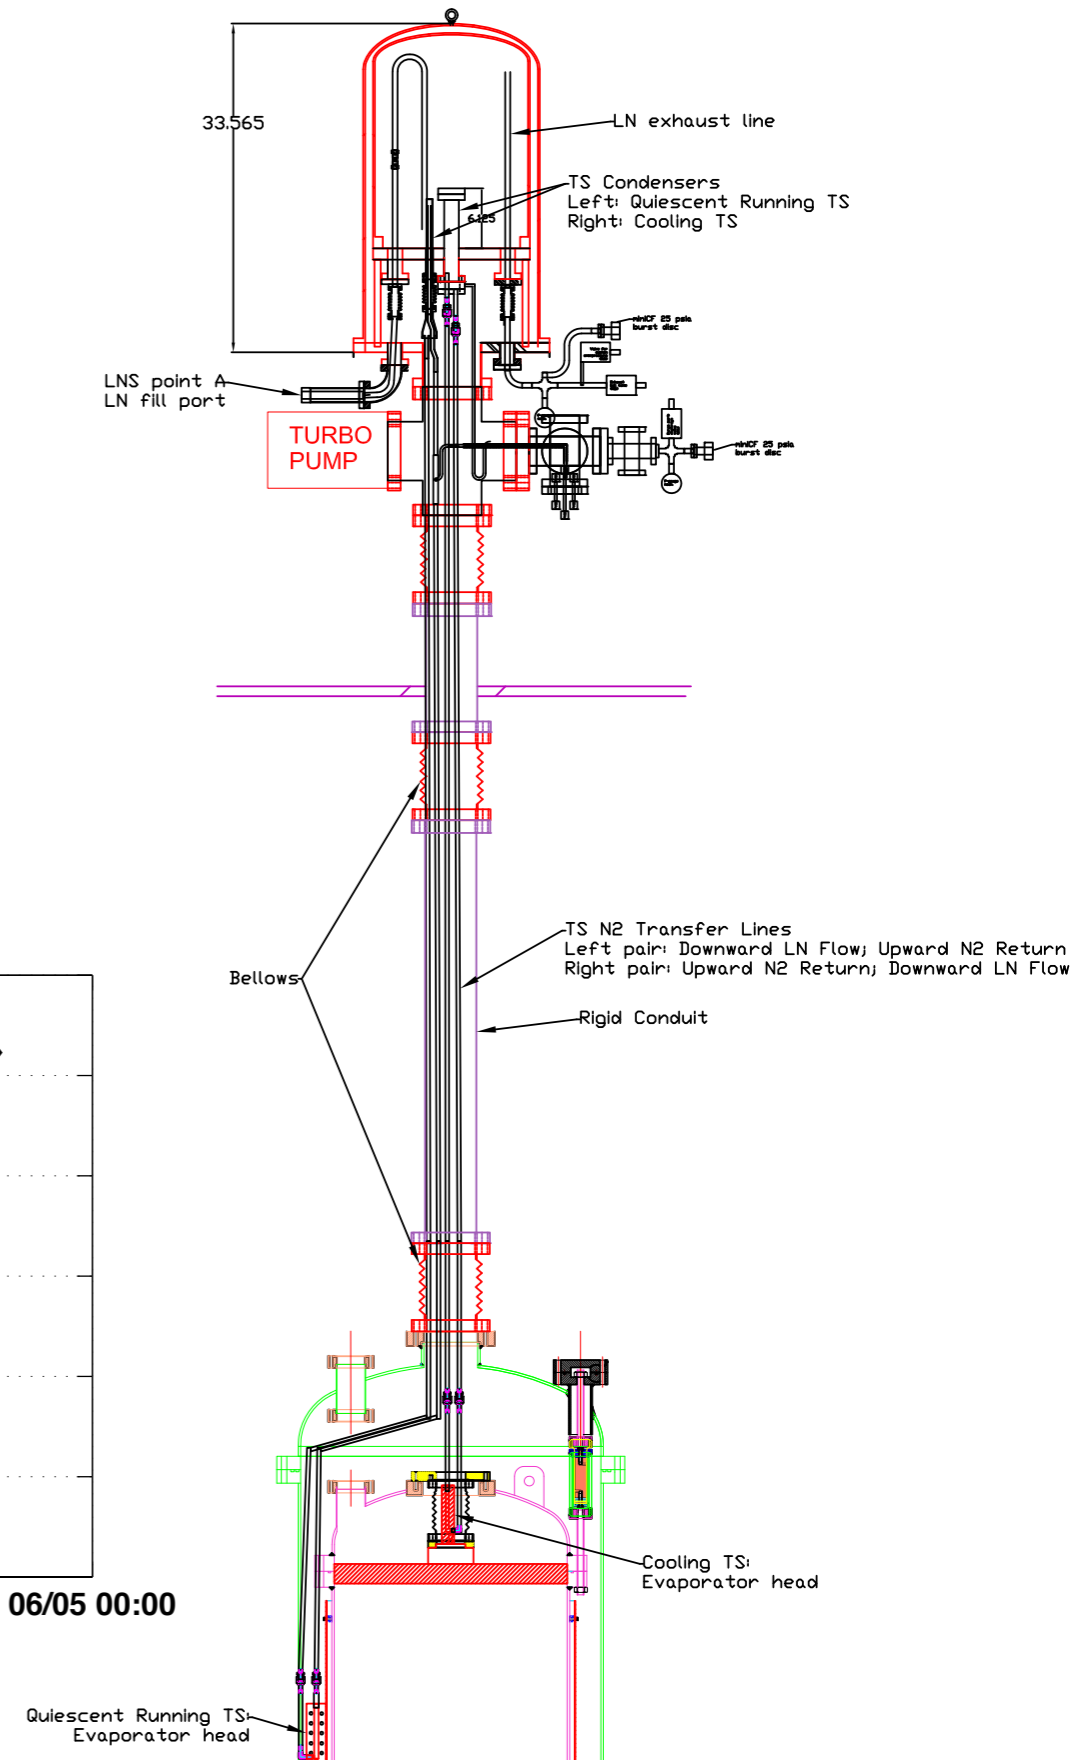 33.565
LN exhaust line
TS Condensers
Left: Quiescent Running TS
Right: Cooling TS
6.125
miniCF 25 psia
burst disc
LNS point A
LN fill port
TURBO
PUMP
miniCF 25 psia
burst disc
TS N2 Transfer Lines
Left pair: Downward LN Flow; Upward N2 Return
Right pair: Upward N2 Return; Downward LN Flow
Bellows
Rigid Conduit
Cooling TS:
Evaporator head
06/05 00:00
Quiescent Running TS:
Evaporator head